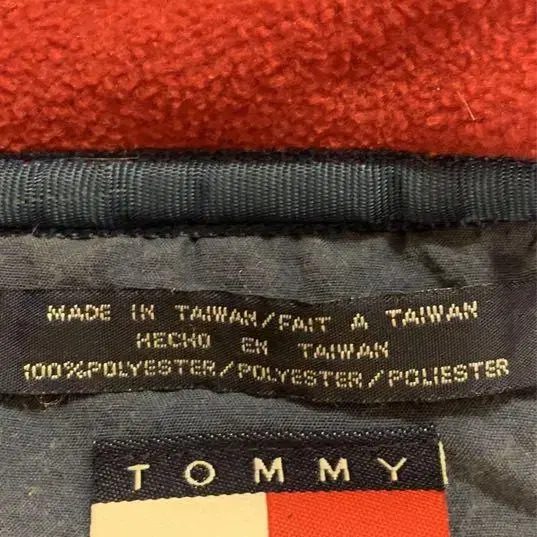 MADE IN TAIWAN/FAIT A TAIWAN
HECHO EN TAIWAN
100%POLYESTER/POLYESTER/POLIESTER
TOMMY